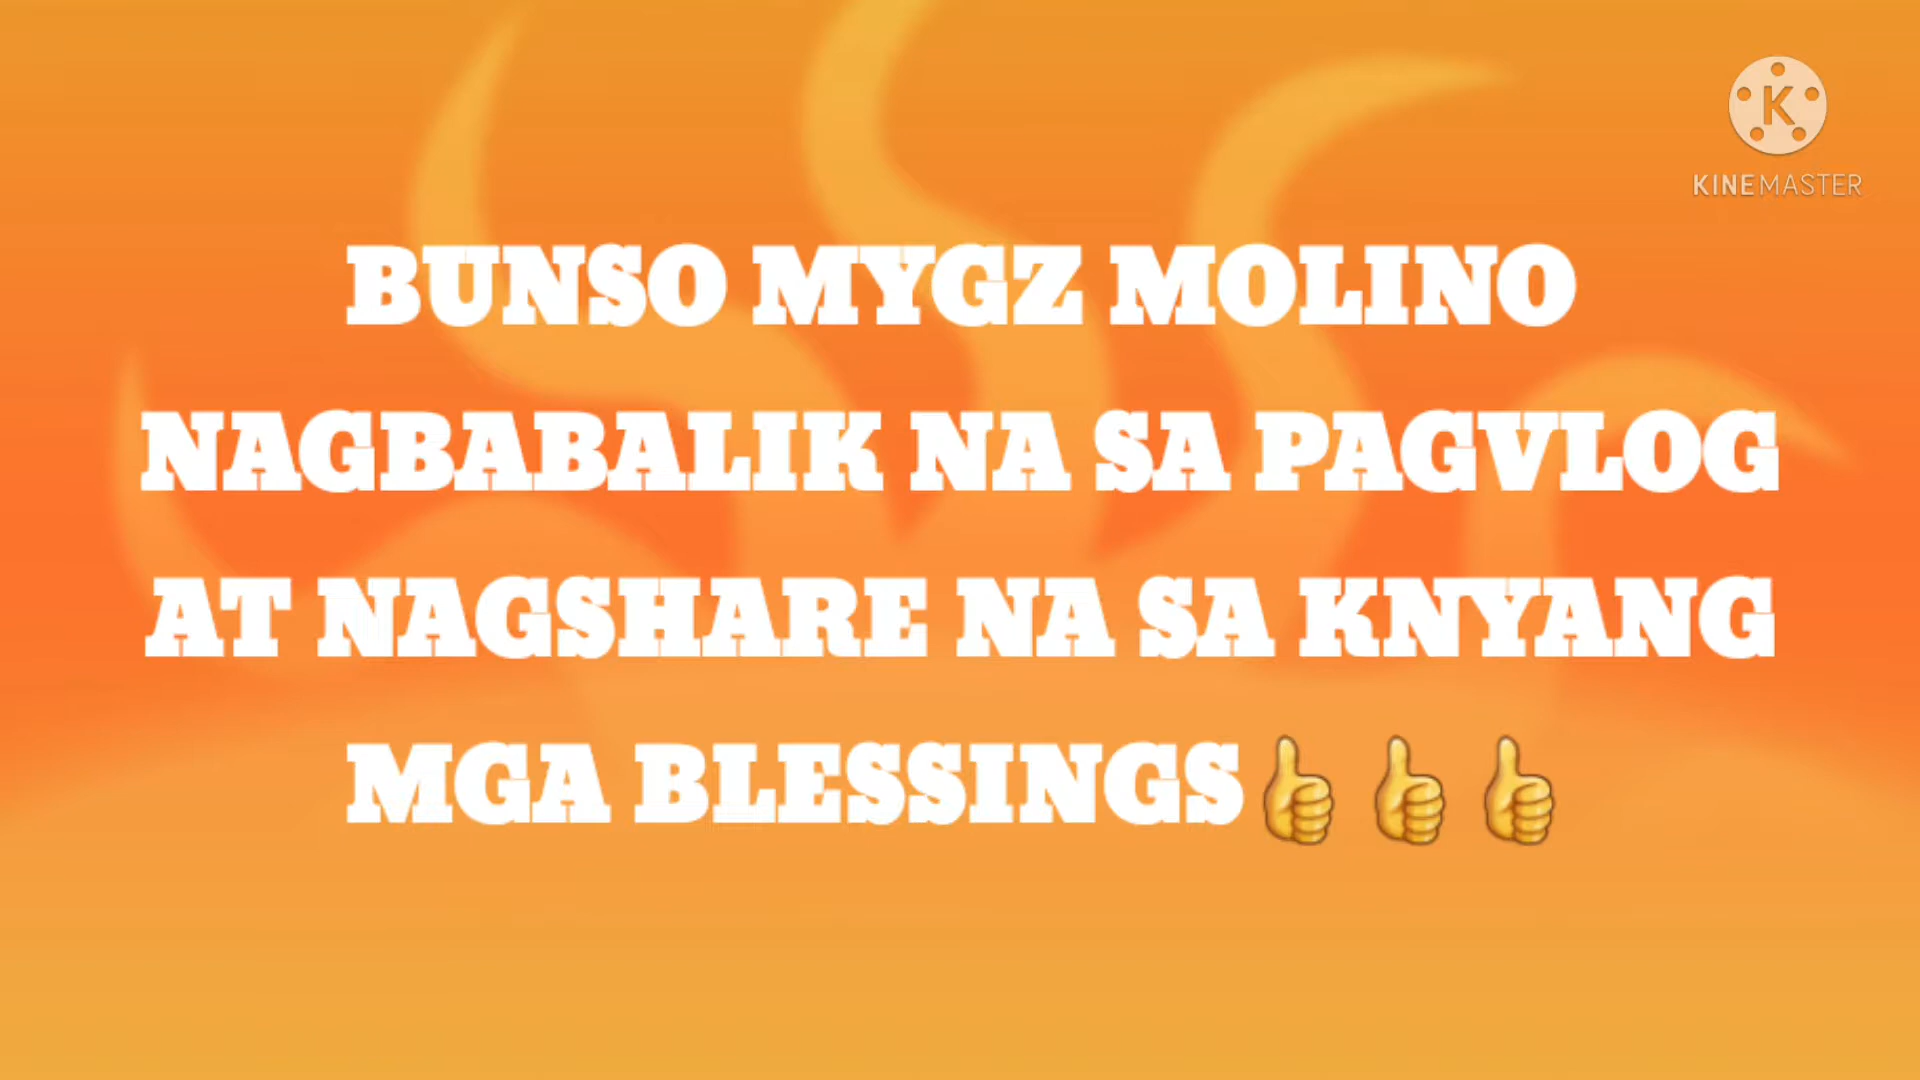 K
KINEMASTER
BUNSO MYGZ MOLINO
NAGBABALIK NA SA PAGVLOG
AT NAGSHARE NA SA KNYANG
MGA BLESSINGS👍👍👍